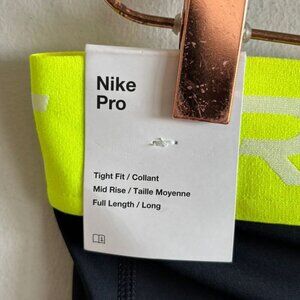 Nike
Pro
Tight Fit / Collant
Mid Rise / Taille Moyenne
Full Length / Long